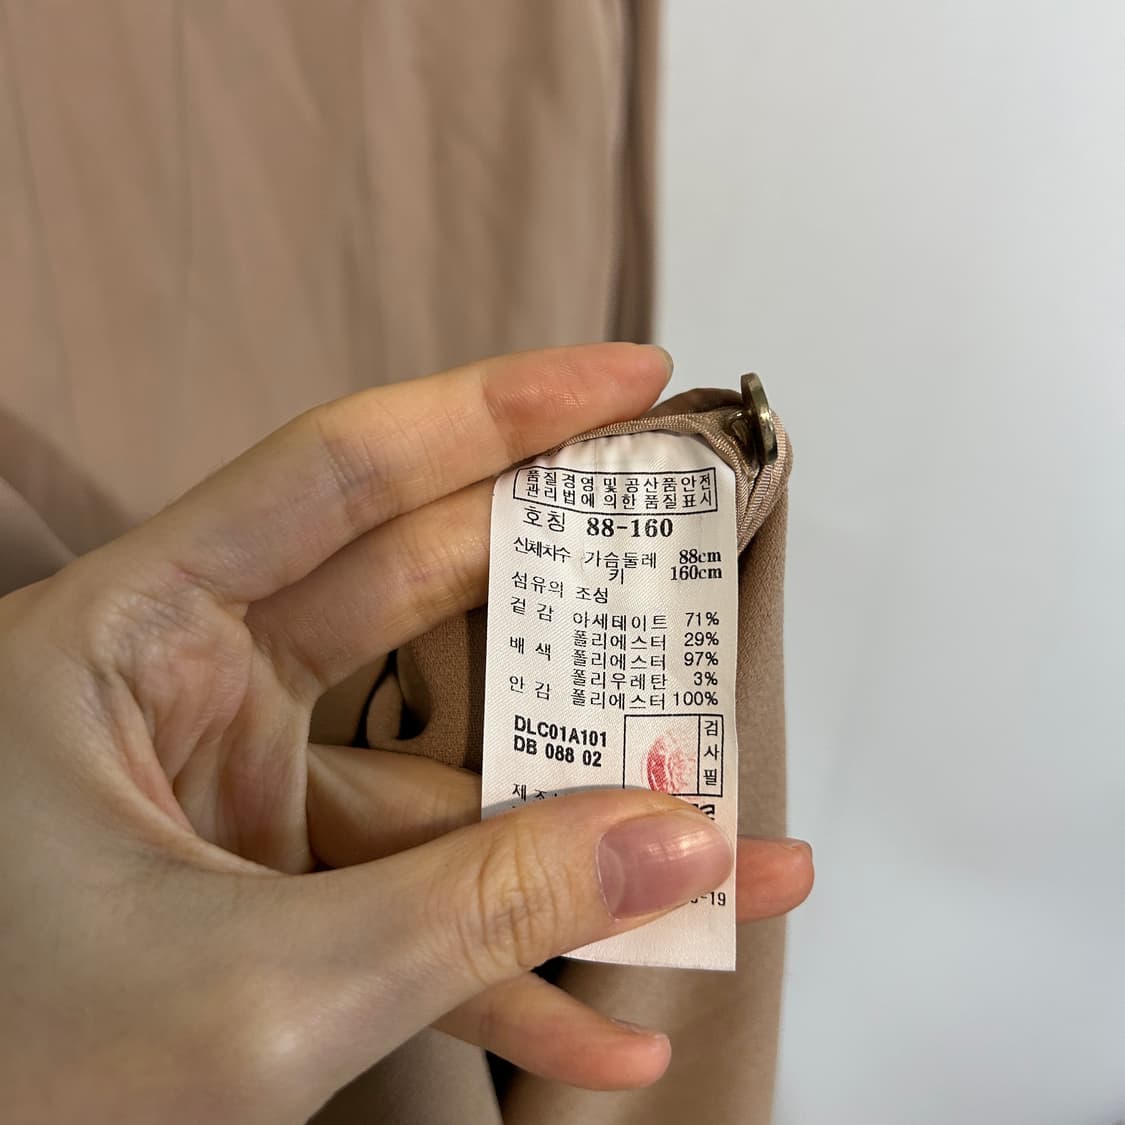 품질경영 및 공산품안전
관리법에 의한 품질표시
호칭 88-160
신체치수 가슴둘레 88cm
키 160cm
섬유의 조성
겉감 아세테이트 71%
폴리에스터 29%
배색 폴리에스터 97%
폴리우레탄 3%
안감 폴리에스터 100%
DLC01A101
DB 088 02
검사필
제조
-19